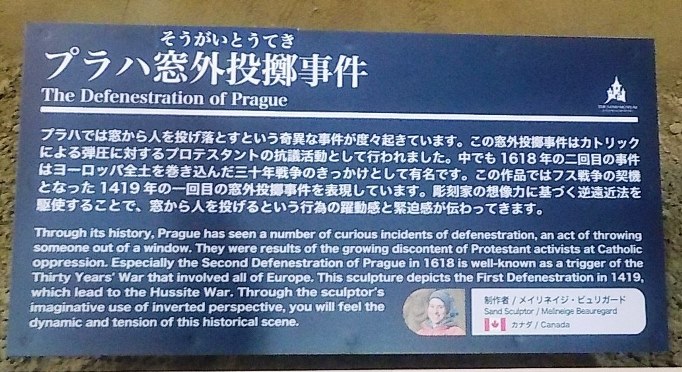 そうがいとうてき
プラハ窓外投擲事件
The Defenestration of Prague
プラハでは窓から人を投げ落とすという奇異な事件が度々起きています。この窓外投擲事件はカトリック
による弾圧に対するプロテスタントの抗議活動として行われました。中でも1618年の二回目の事件
はヨーロッパ全土を巻き込んだ三十年戦争のきっかけとして有名です。この作品ではフス戦争の契機
となった1419年の一回目の窓外投擲事件を表現しています。彫刻家の想像力に基づく逆遠近法を
駆使することで、窓から人を投げるという行為の躍動感と緊迫感が伝わってきます。
Through its history, Prague has seen a number of curious incidents of defenestration, an act of throwing
someone out of a window. They were results of the growing discontent of Protestant activists at Catholic
oppression. Especially the Second Defenestration of Prague in 1618 is well-known as a trigger of the
Thirty Years' War that involved all of Europe. This sculpture depicts the First Defenestration in 1419,
which lead to the Hussite War. Through the sculptor's
imaginative use of inverted perspective, you will feel the
dynamic and tension of this historical scene.
制作者 / メイリネイジ・ビュリガード
Sand Sculptor / Melineige Beauregard
カナダ / Canada